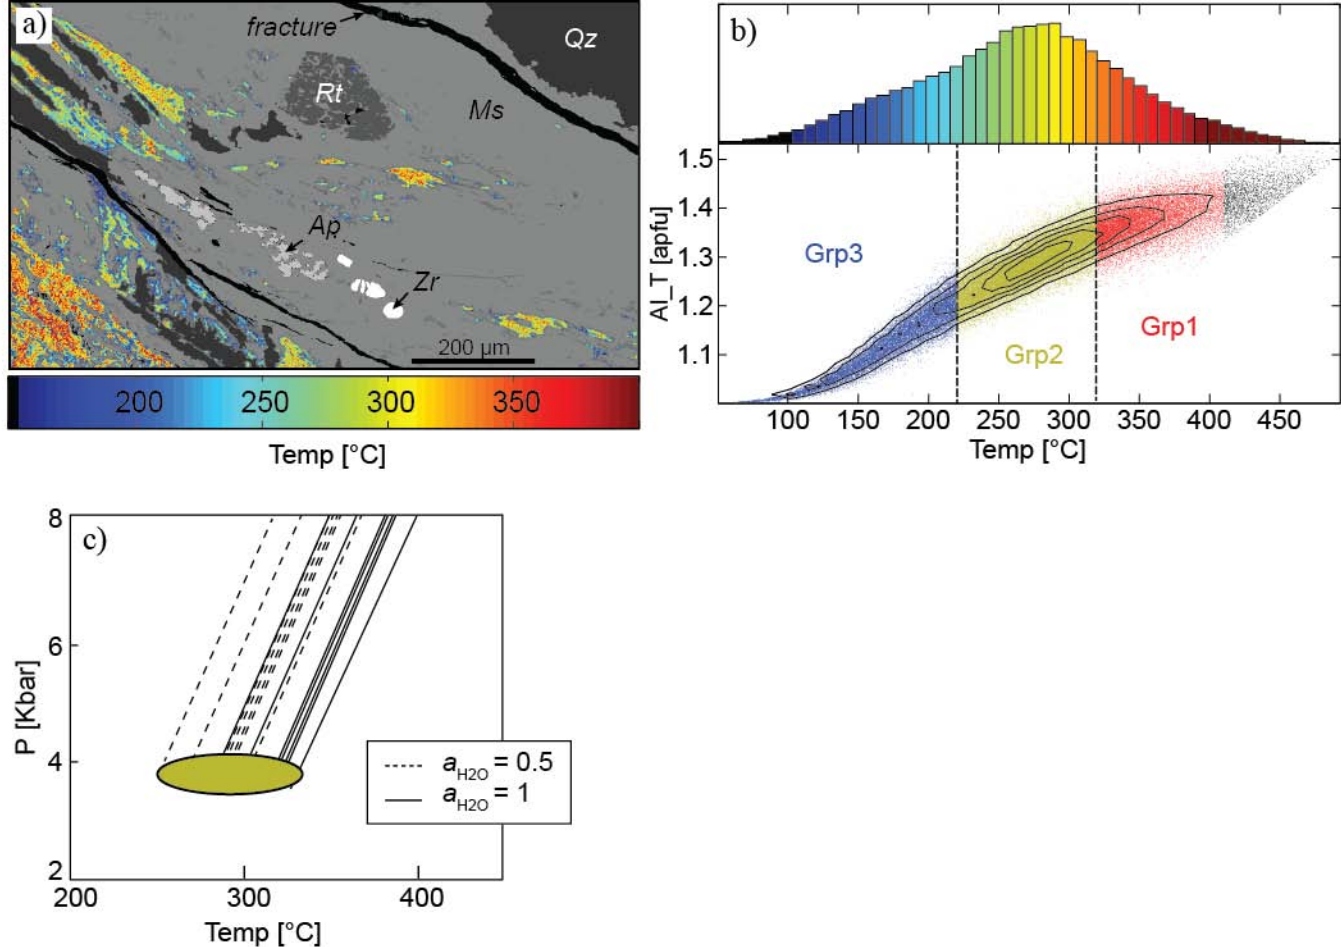 a)
fracture
Qz
Rt
Ms
Ap
Zr
200 µm
200 250 300 350
Temp [°C]
b)
1.5
1.4
1.3
1.2
1.1
Al_T [apfu]
Grp3
Grp2
Grp1
100 150 200 250 300 350 400 450
Temp [°C]
c)
8
6
4
2
P [Kbar]
200 300 400
Temp [°C]
aH2O = 0.5
aH2O = 1